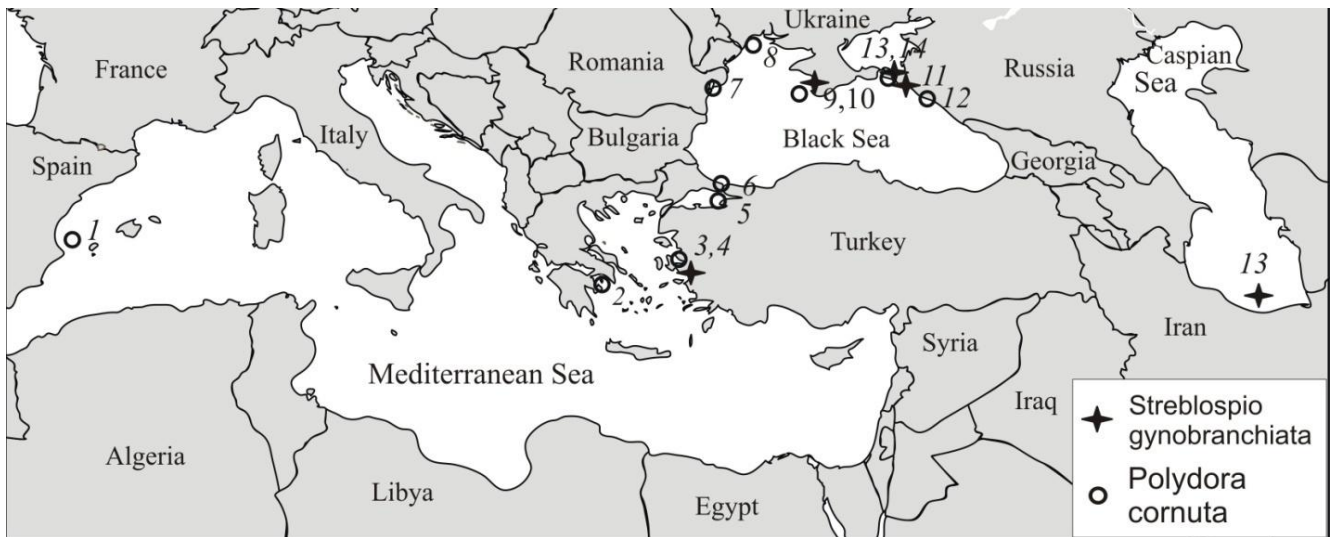 Ukraine
France
Romania
8
13,14
Russia
Caspian
Sea
7
9,10
11
12
Italy
Bulgaria
Black Sea
Georgia
Spain
6
5
1
3,4
Turkey
2
13
Iran
Syria
Mediterranean Sea
Iraq
Algeria
Libya
Egypt
Streblospio
gynobranchiata
Polydora
cornuta